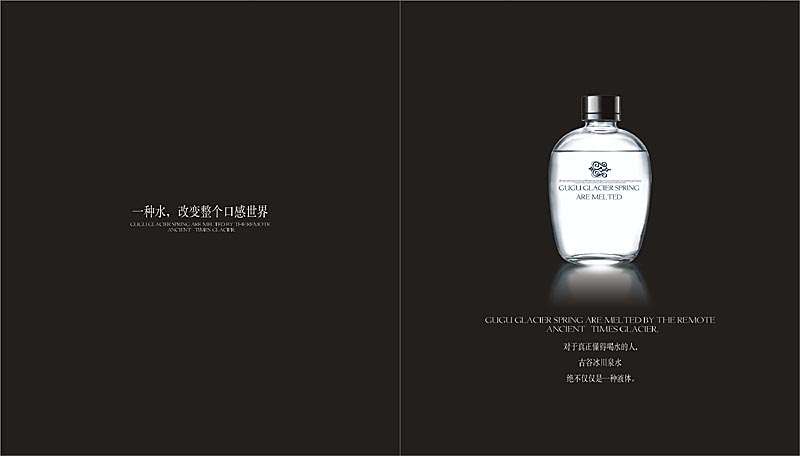 一种水，改变整个口感世界
GUGU GLACIER SPRING ARE MELTED BY THE REMOTE
ANCIENT TIMES GLACIER.
GUGU GLACIER SPRING
ARE MELTED
GUGU GLACIER SPRING ARE MELTED BY THE REMOTE
ANCIENT TIMES GLACIER.
对于真正懂得喝水的人，
古谷冰川泉水
绝不仅仅是一种液体。